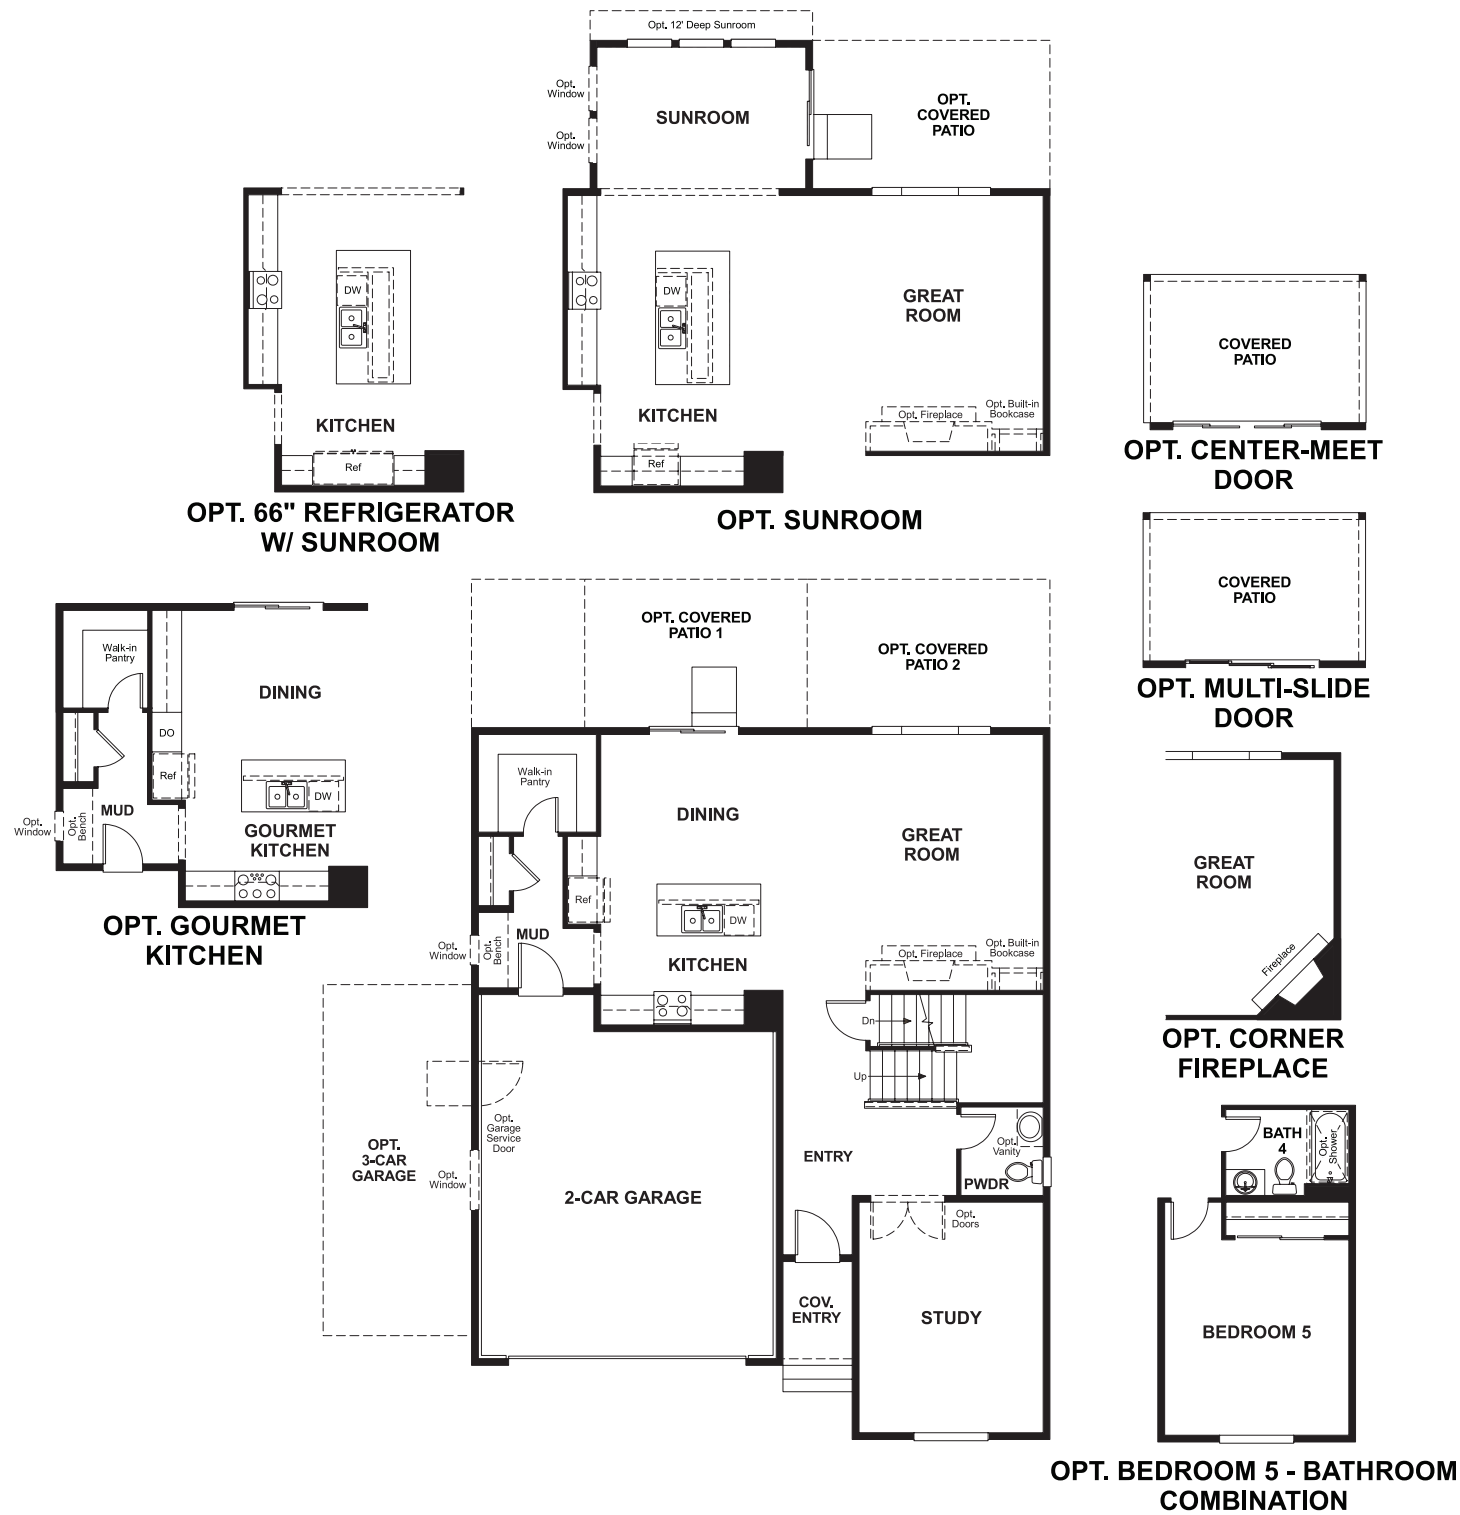 Opt. 12' Deep Sunroom
Opt.
Window
Opt.
Window
SUNROOM
OPT.
COVERED
PATIO
DW
KITCHEN
Ref
OPT. 66" REFRIGERATOR
W/ SUNROOM
DW
GREAT
ROOM
KITCHEN
Opt. Fireplace
Opt. Built-in
Bookcase
Ref
OPT. SUNROOM
COVERED
PATIO
OPT. CENTER-MEET
DOOR
COVERED
PATIO
OPT. MULTI-SLIDE
DOOR
Walk-in
Pantry
DINING
DO
Ref
DW
MUD
Opt.
Window
Opt.
Bench
GOURMET
KITCHEN
OPT. GOURMET
KITCHEN
OPT. COVERED
PATIO 1
OPT. COVERED
PATIO 2
Walk-in
Pantry
DINING
GREAT
ROOM
Ref
DW
MUD
Opt.
Window
Opt.
Bench
KITCHEN
Opt. Fireplace
Opt. Built-in
Bookcase
Dn
Up
Opt.
Garage
Service
Door
OPT.
3-CAR
GARAGE
Opt.
Window
2-CAR GARAGE
ENTRY
Opt.
Vanity
PWDR
Opt.
Doors
COV.
ENTRY
STUDY
GREAT
ROOM
Fireplace
OPT. CORNER
FIREPLACE
BATH
4
Opt.
Shower
BEDROOM 5
OPT. BEDROOM 5 - BATHROOM
COMBINATION